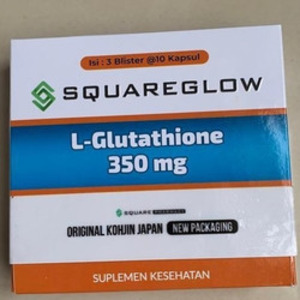 Isi : 3 Blister @10 Kapsul
SQUAREGLOW
L-Glutathione
350 mg
SQUARE
ORIGINAL KOHJIN JAPAN NEW PACKAGING
SUPLEMEN KESEHATAN